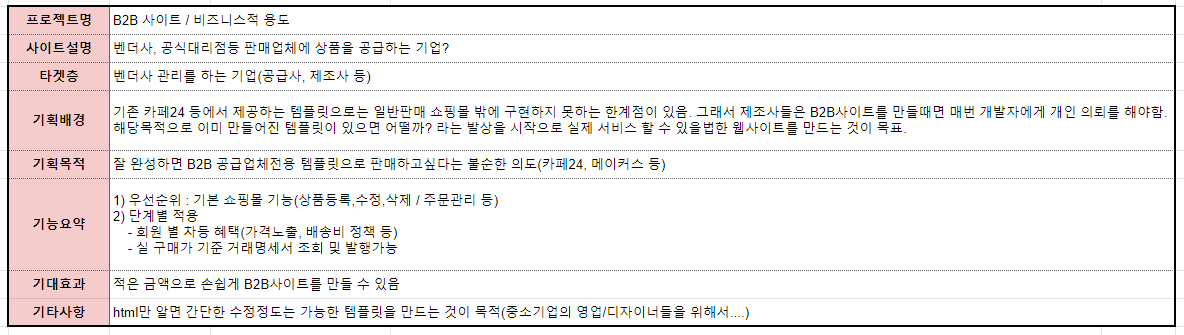 프로젝트명 B2B 사이트 / 비즈니스적 용도
사이트설명 벤더사, 공식대리점등 판매업체에 상품을 공급하는 기업?
타겟층 벤더사 관리를 하는 기업(공급사, 제조사 등)
기획배경 기존 카페24 등에서 제공하는 템플릿으로는 일반판매 쇼핑몰 밖에 구현하지 못하는 한계점이 있음. 그래서 제조사들은 B2B사이트를 만들때면 매번 개발자에게 개인 의뢰를 해야함.
해당목적으로 이미 만들어진 템플릿이 있으면 어떨까? 라는 발상을 시작으로 실제 서비스 할 수 있을법한 웹사이트를 만드는 것이 목표.
기획목적 잘 완성하면 B2B 공급업체전용 템플릿으로 판매하고싶다는 불순한 의도(카페24, 메이커스 등)
기능요약 1) 우선순위 : 기본 쇼핑몰 기능(상품등록,수정,삭제 / 주문관리 등)
2) 단계별 적용
- 회원 별 차등 혜택(가격노출, 배송비 정책 등)
- 실 구매가 기준 거래명세서 조회 및 발행가능
기대효과 적은 금액으로 손쉽게 B2B사이트를 만들 수 있음
기타사항 html만 알면 간단한 수정정도는 가능한 템플릿을 만드는 것이 목적(중소기업의 영업/디자이너들을 위해서....)